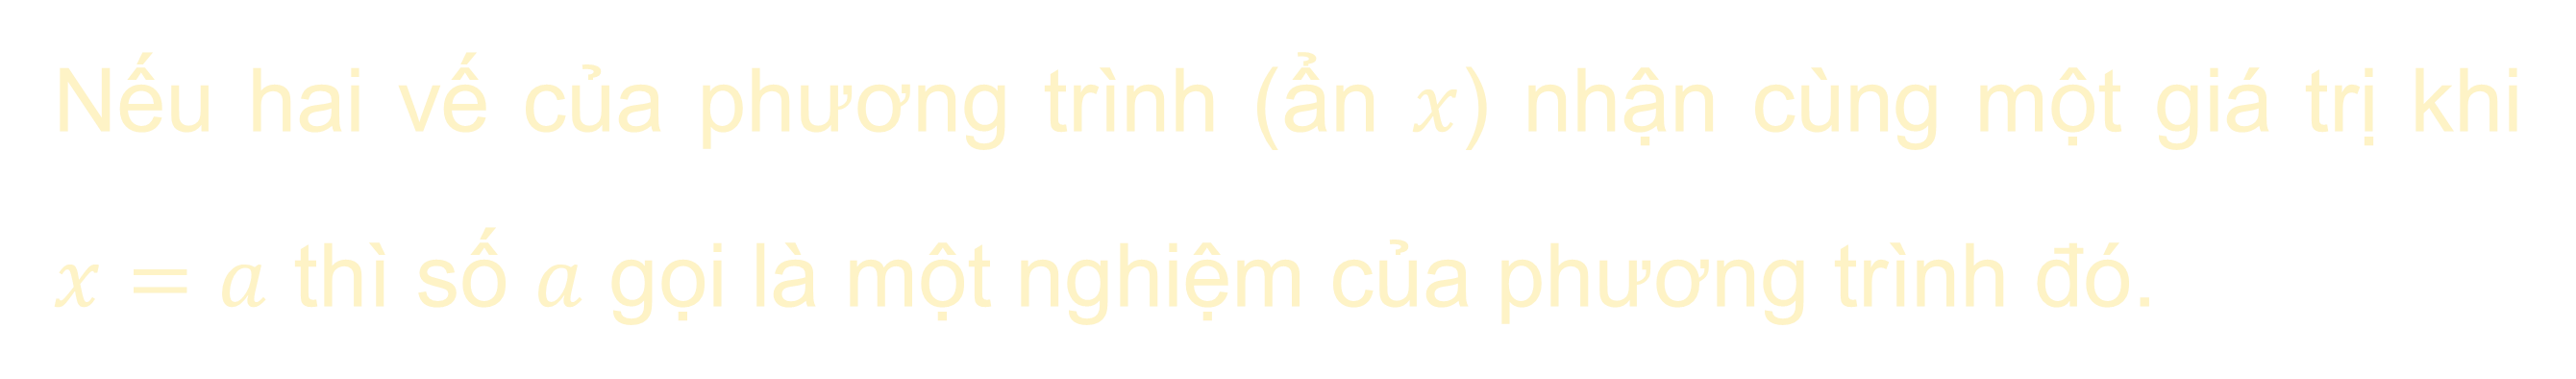 Nếu hai vế của phương trình (ẩn x) nhận cùng một giá trị khi
x = a thì số a gọi là một nghiệm của phương trình đó.